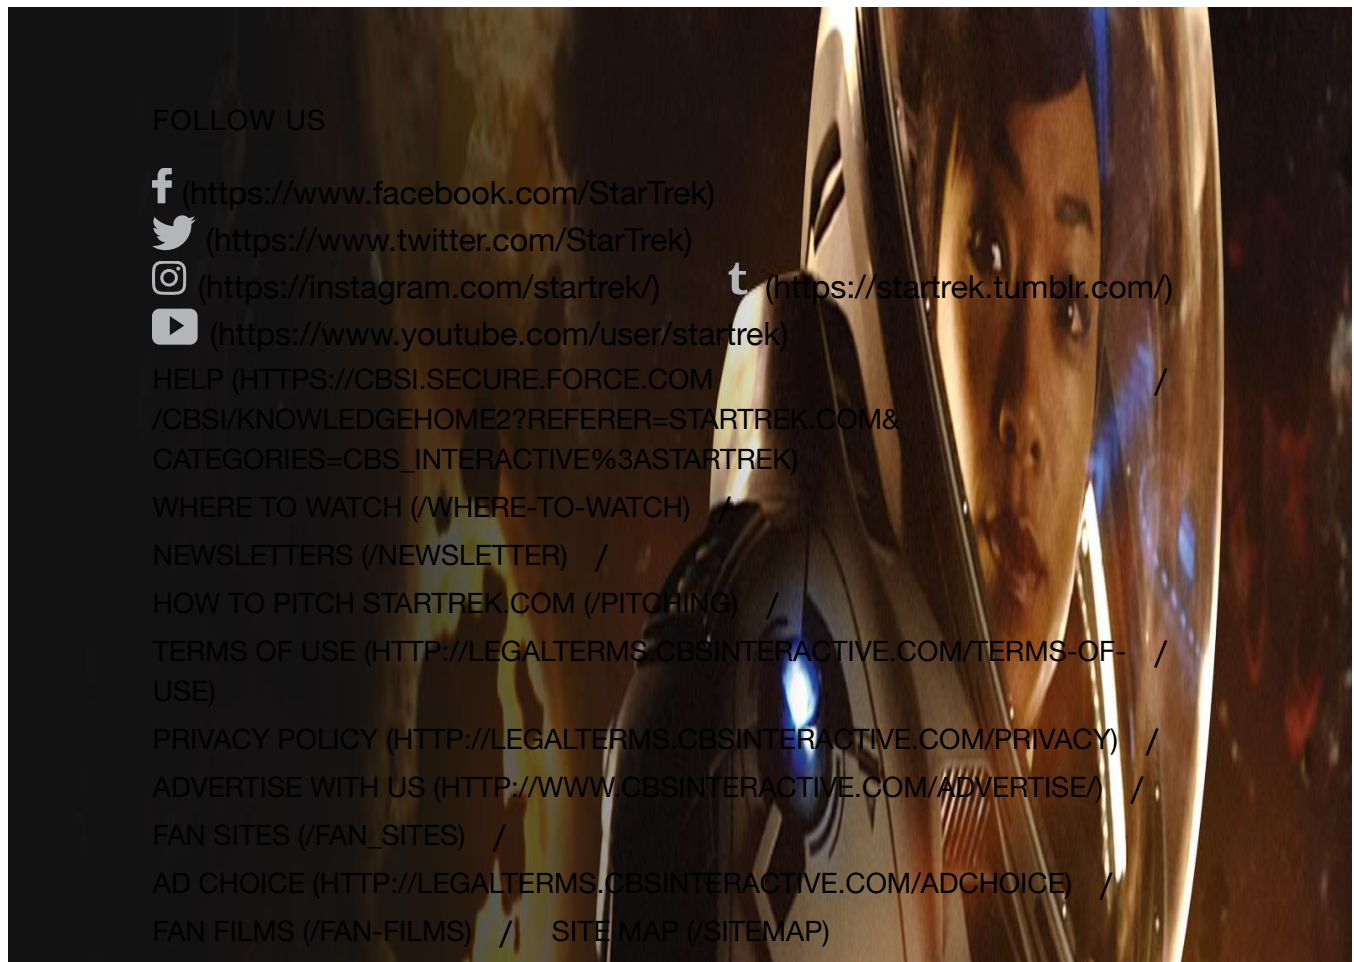 FOLLOW US
(https://www.facebook.com/StarTrek)
(https://www.twitter.com/StarTrek)
(https://instagram.com/startrek/) t (https://startrek.tumblr.com/)
(https://www.youtube.com/user/startrek)
HELP (HTTPS://CBSI.SECURE.FORCE.COM /
/CBSI/KNOWLEDGEHOME2?REFERER=STARTREK.COM&
CATEGORIES=CBS_INTERACTIVE%3ASTARTREK)
WHERE TO WATCH (/WHERE-TO-WATCH) /
NEWSLETTERS (/NEWSLETTER) /
HOW TO PITCH STARTREK.COM (/PITCHING) /
TERMS OF USE (HTTP://LEGALTERMS.CBSINTERACTIVE.COM/TERMS-OF- /
USE)
PRIVACY POLICY (HTTP://LEGALTERMS.CBSINTERACTIVE.COM/PRIVACY) /
ADVERTISE WITH US (HTTP://WWW.CBSINTERACTIVE.COM/ADVERTISE/) /
FAN SITES (/FAN_SITES) /
AD CHOICE (HTTP://LEGALTERMS.CBSINTERACTIVE.COM/ADCHOICE) /
FAN FILMS (/FAN-FILMS) / SITE MAP (/SITEMAP)